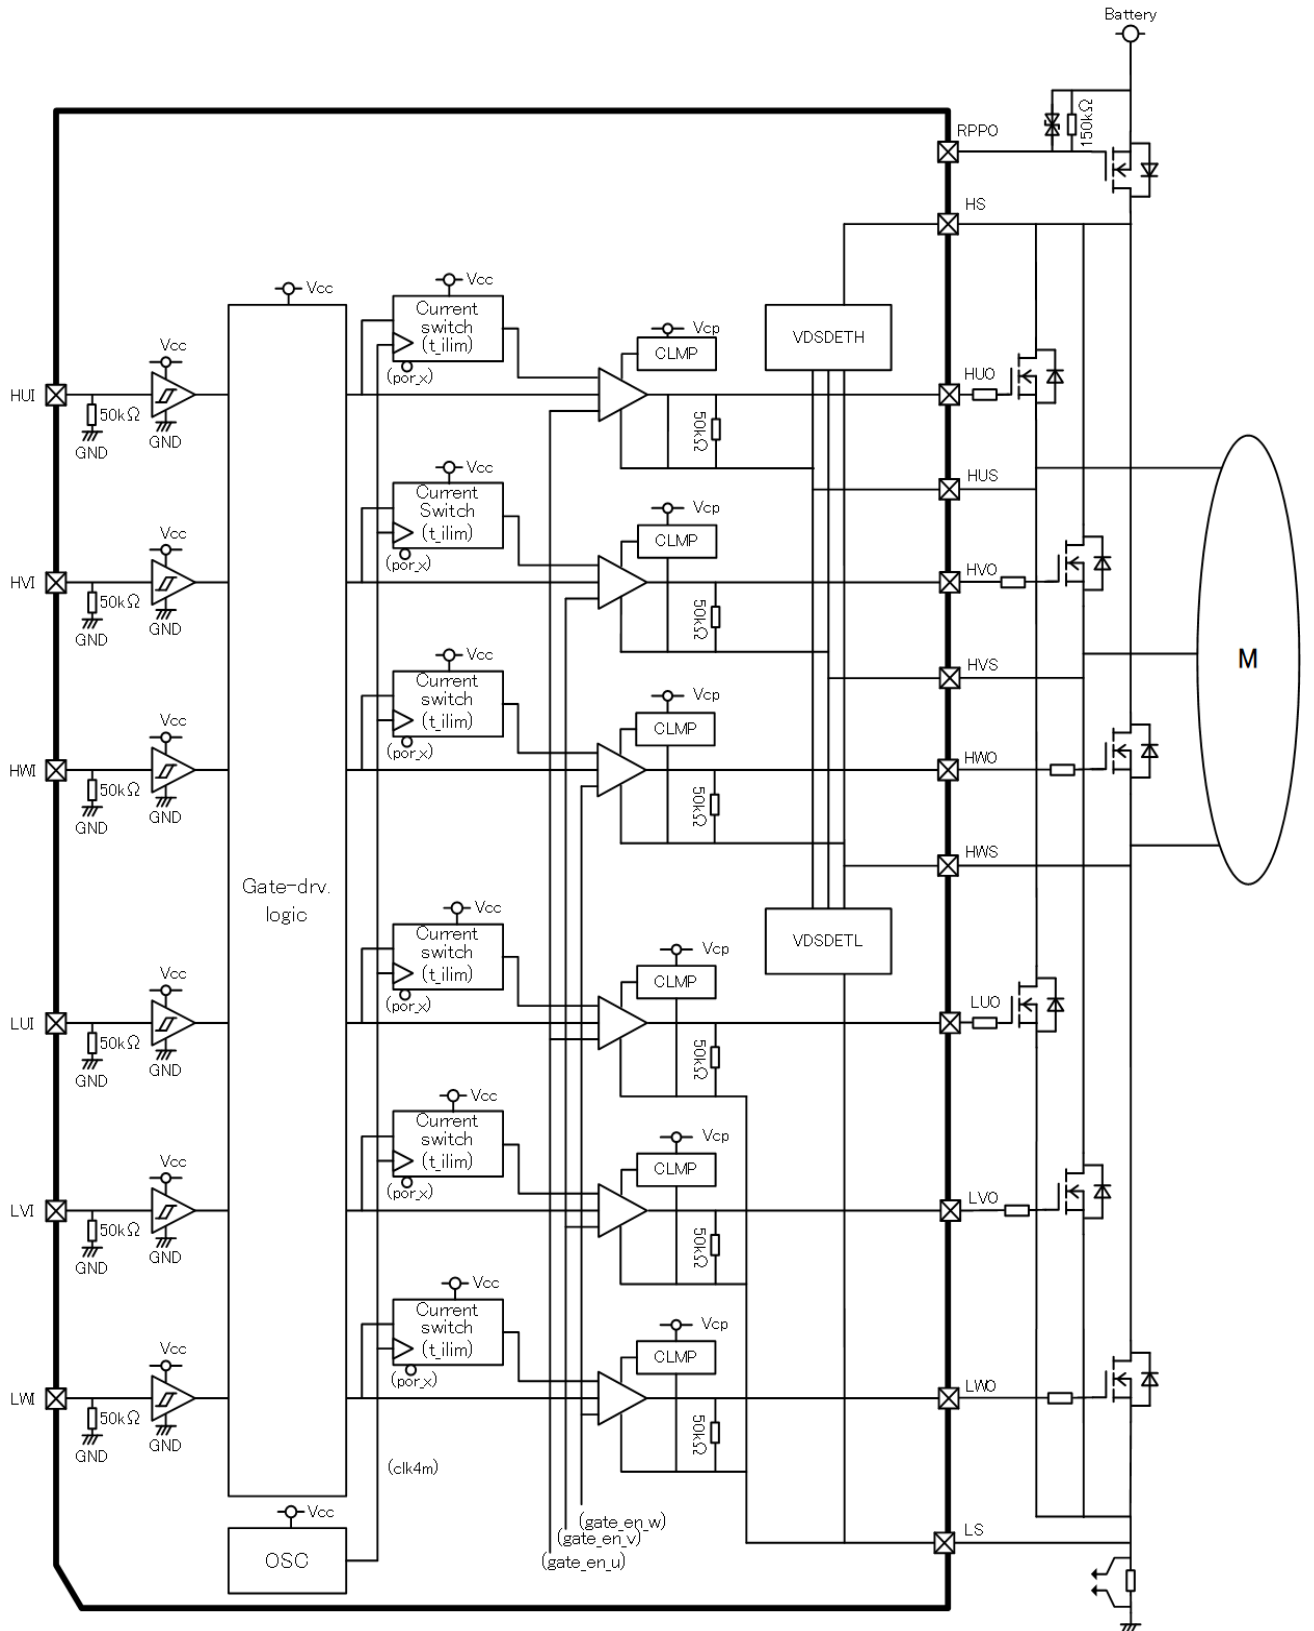 Battery
RPPO
150kΩ
HS
Vcc
Vcc
Current
switch
(t_ilim)
(por_x)
Vcp
CLMP
VDSDETH
Vcc
HUI
50kΩ
GND
GND
50kΩ
HUO
HUS
Vcc
Current
Switch
(t_ilim)
(por_x)
Vcp
CLMP
Vcc
HVI
50kΩ
GND
GND
50kΩ
HVO
HVS
M
Vcc
Current
switch
(t_ilim)
(por_x)
Vcp
CLMP
Vcc
HWI
50kΩ
GND
GND
50kΩ
HWO
HWS
Gate-drv.
logic
Vcc
Current
switch
(t_ilim)
(por_x)
Vcp
CLMP
VDSDETL
Vcc
LUI
50kΩ
GND
GND
50kΩ
LUO
Vcc
Current
switch
(t_ilim)
(por_x)
Vcp
CLMP
Vcc
LVI
50kΩ
GND
GND
50kΩ
LVO
Vcc
Current
switch
(t_ilim)
(por_x)
Vcp
CLMP
Vcc
LWI
50kΩ
GND
GND
50kΩ
LWO
(clk4m)
Vcc
OSC
(gate_en_w)
(gate_en_v)
(gate_en_u)
LS